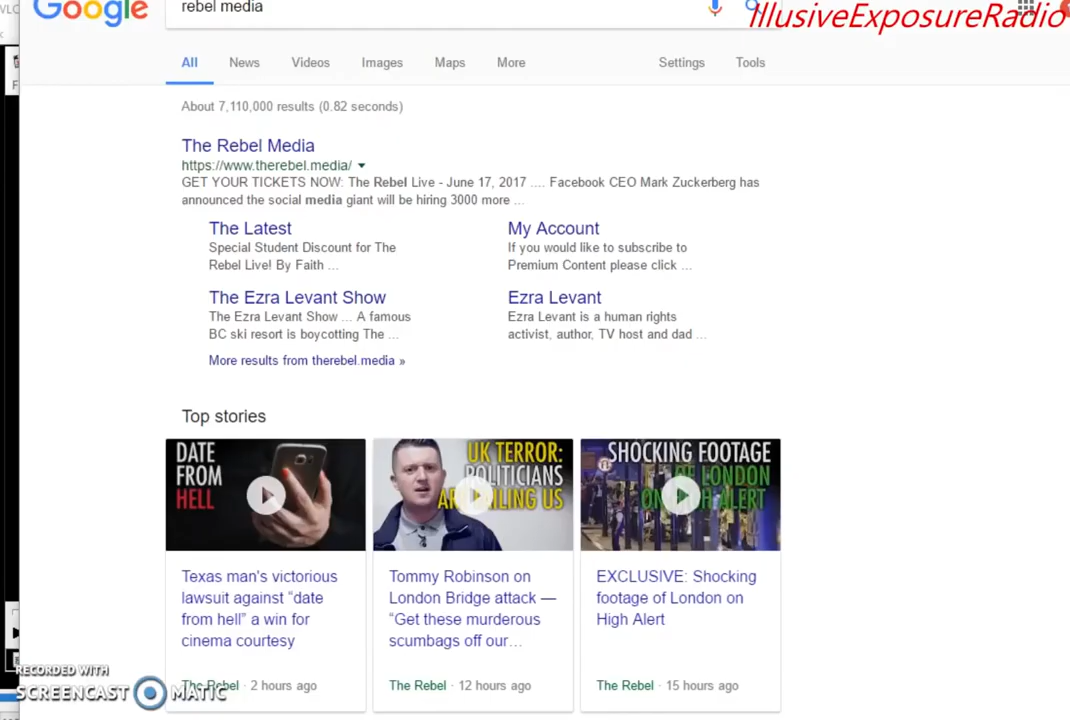 Google
rebel media
IllusiveExposureRadio
All News Videos Images Maps More Settings Tools
About 7,110,000 results (0.82 seconds)
The Rebel Media
https://www.therebel.media/
GET YOUR TICKETS NOW: The Rebel Live - June 17, 2017 .... Facebook CEO Mark Zuckerberg has
announced the social media giant will be hiring 3000 more ...
The Latest
Special Student Discount for The
Rebel Live! By Faith ...
My Account
If you would like to subscribe to
Premium Content please click ...
The Ezra Levant Show
The Ezra Levant Show ... A famous
BC ski resort is boycotting The ...
Ezra Levant
Ezra Levant is a human rights
activist, author, TV host and dad ...
More results from therebel.media »
Top stories
DATE
FROM
HELL
Texas man's victorious
lawsuit against “date
from hell” a win for
cinema courtesy
The Rebel · 2 hours ago
UK TERROR:
POLITICIANS
ARE FAILING US
Tommy Robinson on
London Bridge attack —
“Get these murderous
scumbags off our...
The Rebel · 12 hours ago
SHOCKING FOOTAGE
OF LONDON
ON HIGH ALERT
EXCLUSIVE: Shocking
footage of London on
High Alert
The Rebel · 15 hours ago
RECORDED WITH
SCREENCAST MATIC